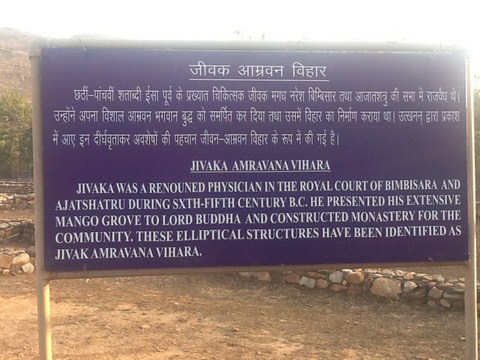 जीवक आम्रवन विहार
छठीं-पांचवीं शताब्दी ईसा पूर्व के प्रख्यात चिकित्सक जीवक मगध नरेश बिम्बिसार तथा आजातशत्रु की सभा में राजवैध थे।
उन्होंने अपना विशाल आम्रवन भगवान बुद्ध को समर्पित कर दिया तथा उसमें विहार का निर्माण कराया था। उत्खनन द्वारा प्रकाश
में आए इन दीर्घवृताकर अवशेषों की पहचान जीवन-आम्रवन विहार के रूप में की गई है।
JIVAKA AMRAVANA VIHARA
JIVAKA WAS A RENOUNED PHYSICIAN IN THE ROYAL COURT OF BIMBISARA AND
AJATSHATRU DURING SXTH-FIFTH CENTURY B.C. HE PRESENTED HIS EXTENSIVE
MANGO GROVE TO LORD BUDDHA AND CONSTRUCTED MONASTERY FOR THE
COMMUNITY. THESE ELLIPTICAL STRUCTURES HAVE BEEN IDENTIFIED AS
JIVAK AMRAVANA VIHARA.